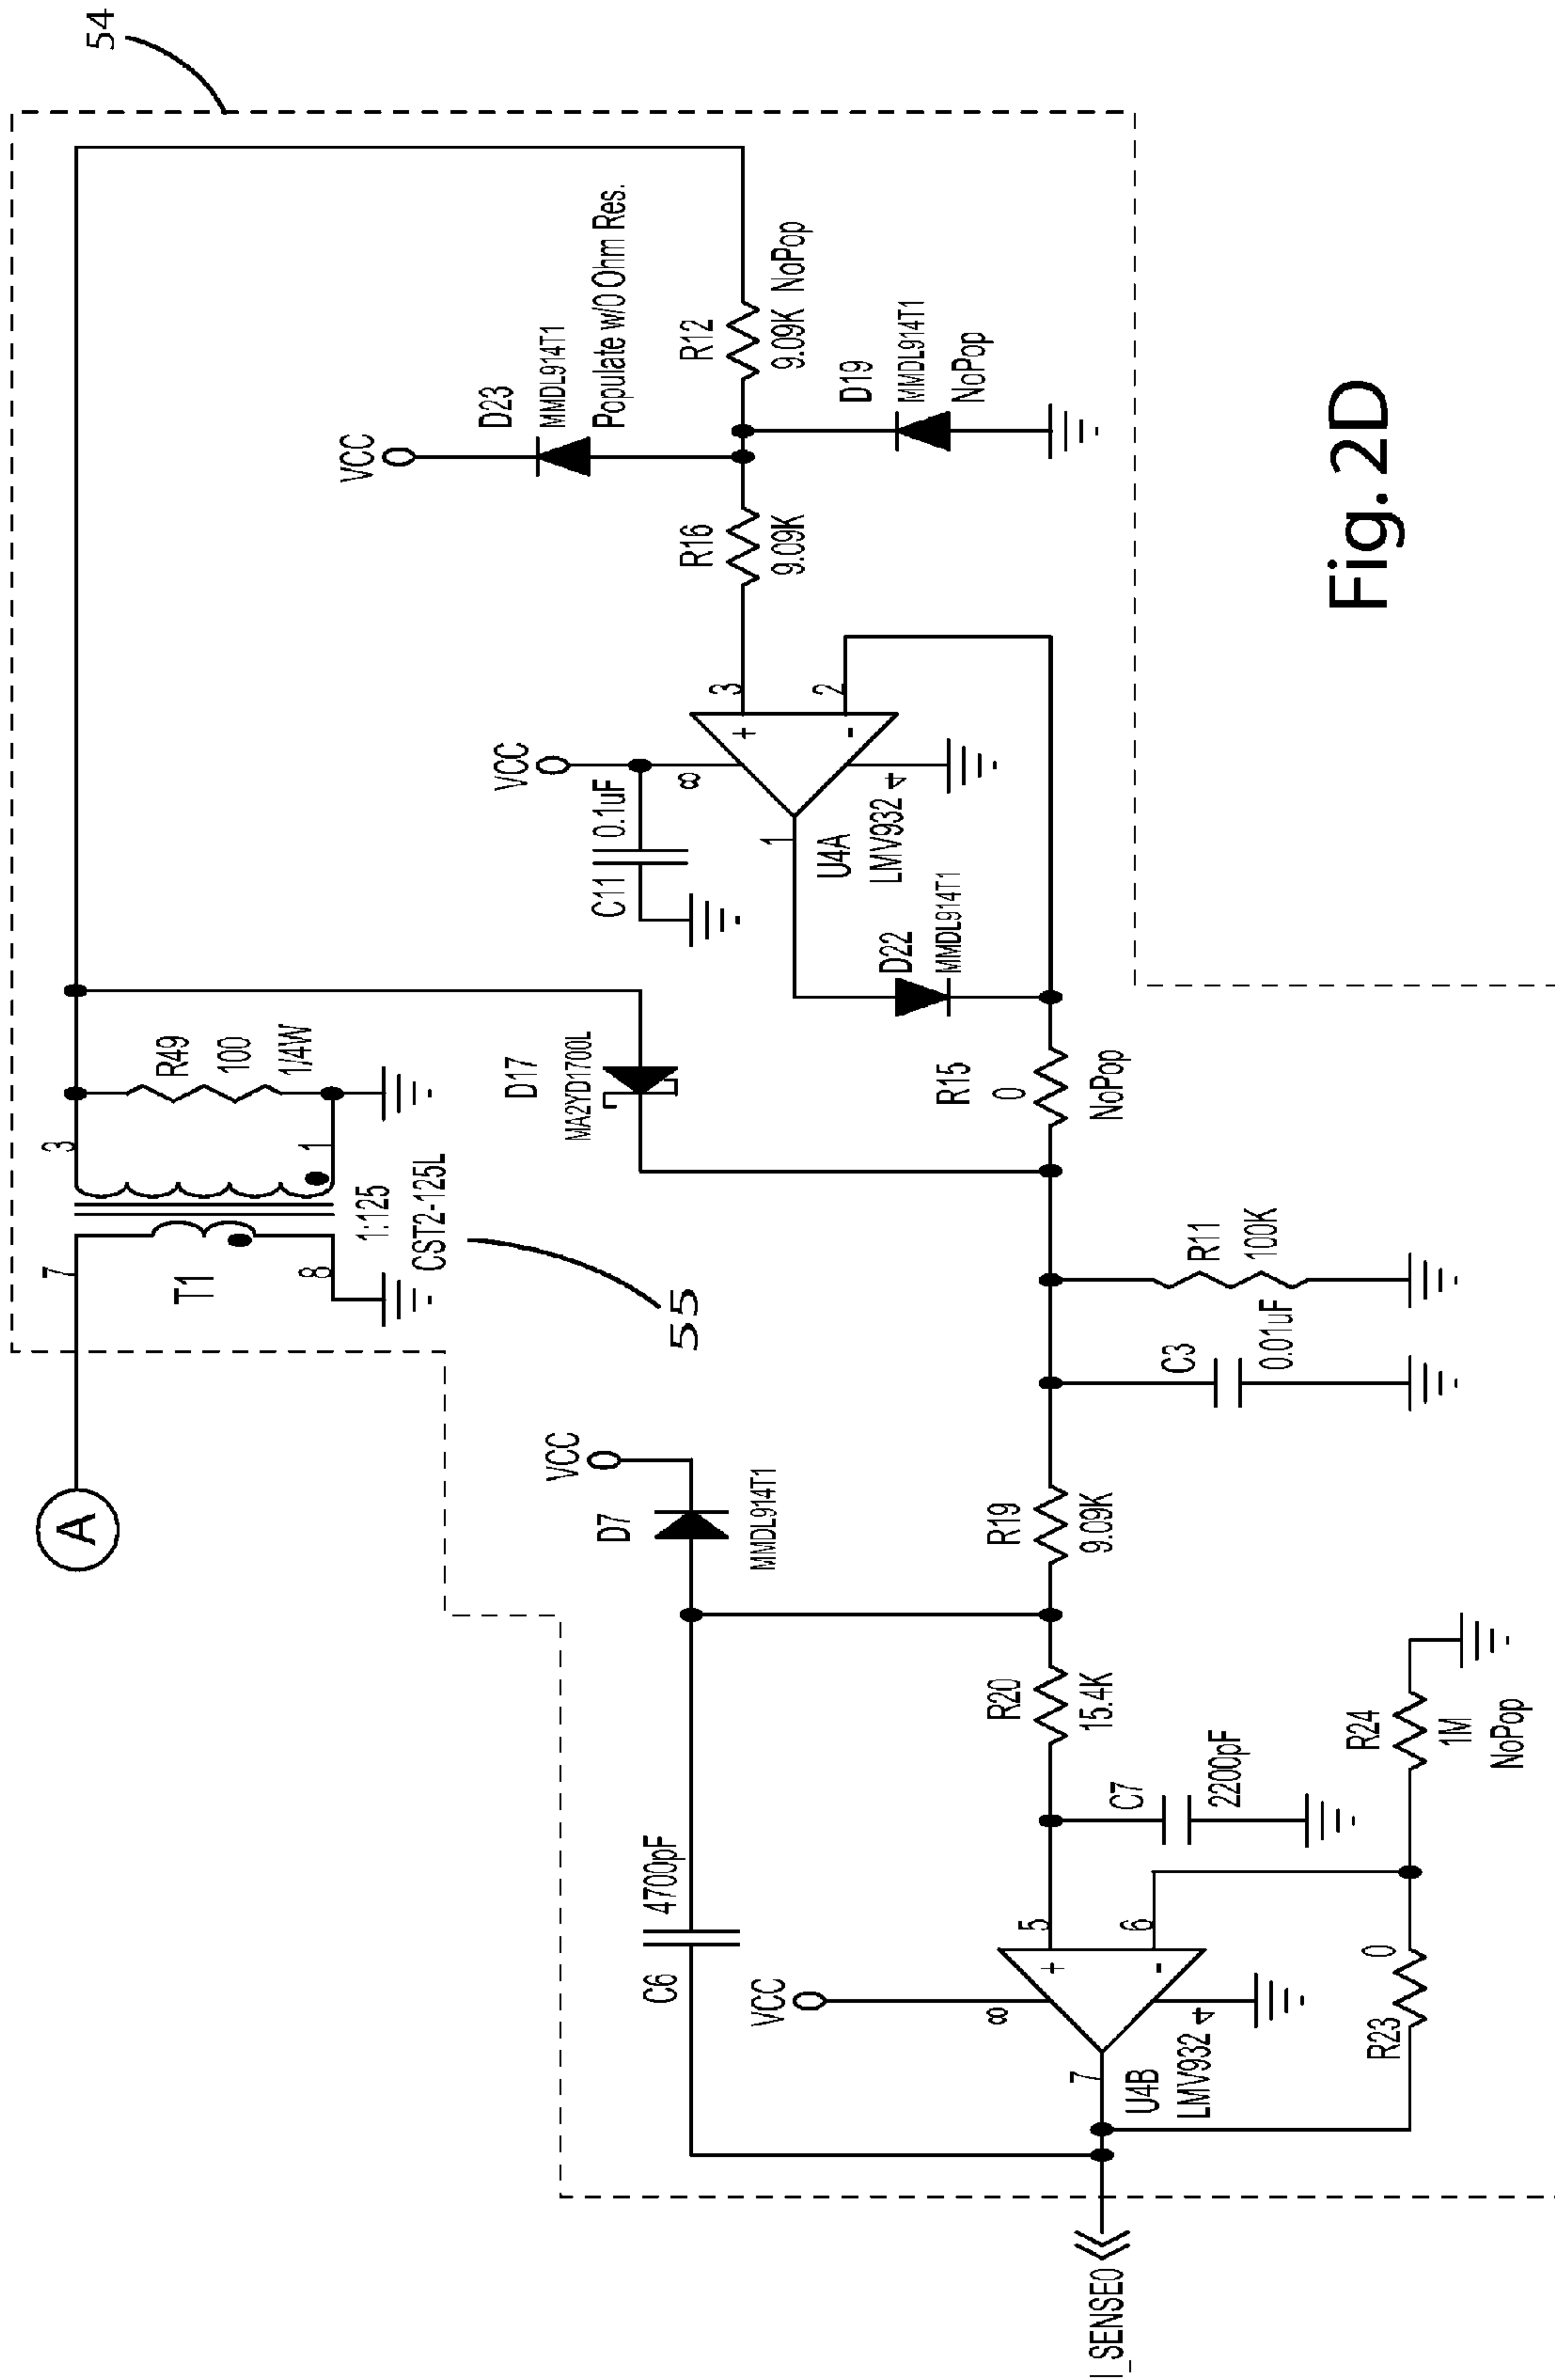 54
A
7
T1
8
3
1
1:125
CST2-125L
55
R49
100
1/4W
D17
MA2YD1700L
VCC
D23
MMDL914T1
Populate w/0 Ohm Res.
R12
9.09K NoPop
D19
MMDL914T1
NoPop
R16
9.09K
VCC
C11
0.1uF
8
3
+
2
-
4
1
U4A
LMV932
D22
MMDL914T1
R15
0
NoPop
R11
100K
C3
0.01uF
VCC
D7
MMDL914T1
R19
9.09K
R20
15.4K
C6
4700pF
C7
2200pF
VCC
8
5
+
6
-
4
7
U4B
LMV932
R24
1M
NoPop
R23
0
I_SENSE0
Fig. 2D